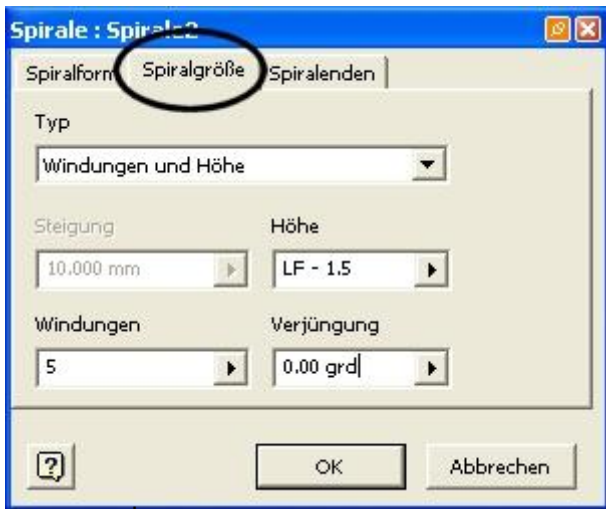 Spirale : Spirale2
Spiralform Spiralgröße Spiralenden
Typ
Windungen und Höhe
Steigung Höhe
10.000 mm LF - 1.5
Windungen Verjüngung
5 0.00 grd
? OK Abbrechen